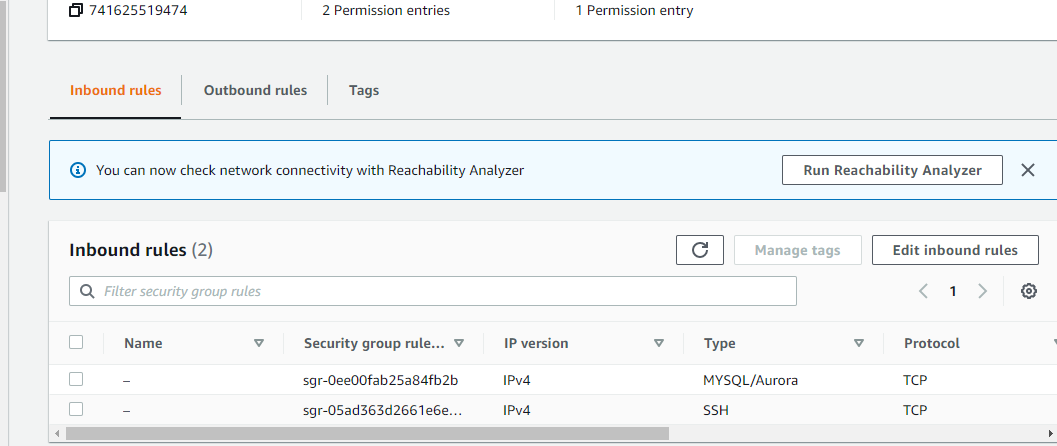 741625519474 2 Permission entries 1 Permission entry
Inbound rules Outbound rules Tags
You can now check network connectivity with Reachability Analyzer Run Reachability Analyzer
Inbound rules (2) Manage tags Edit inbound rules
Filter security group rules 1
Name Security group rule... IP version Type Protocol
– sgr-0ee00fab25a84fb2b IPv4 MYSQL/Aurora TCP
– sgr-05ad363d2661e6e... IPv4 SSH TCP